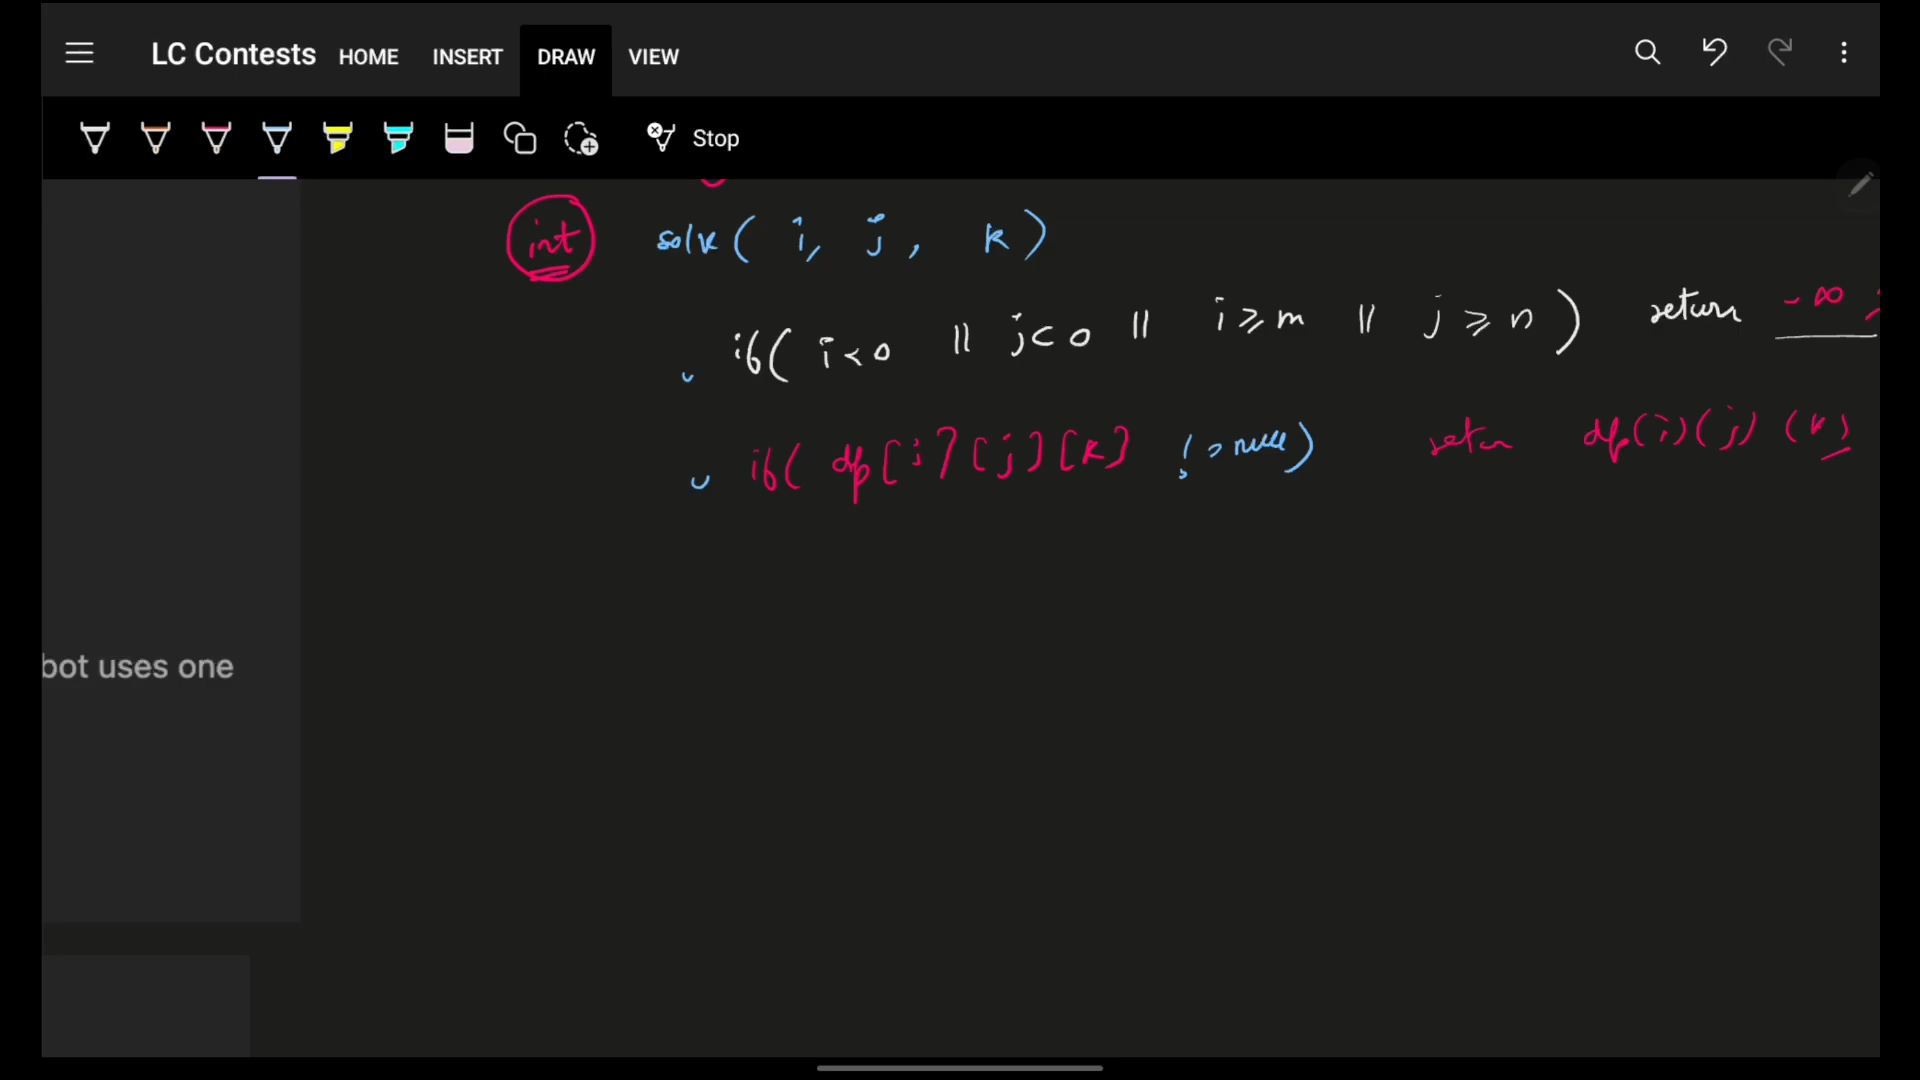 LC Contests HOME INSERT DRAW VIEW
Stop
int solve( i, j, k)
if( i<0 || j<0 || i≥m || j≥n) return -∞;
if( dp[i][j][k] != null) return dp(i)(j)(k)
bot uses one